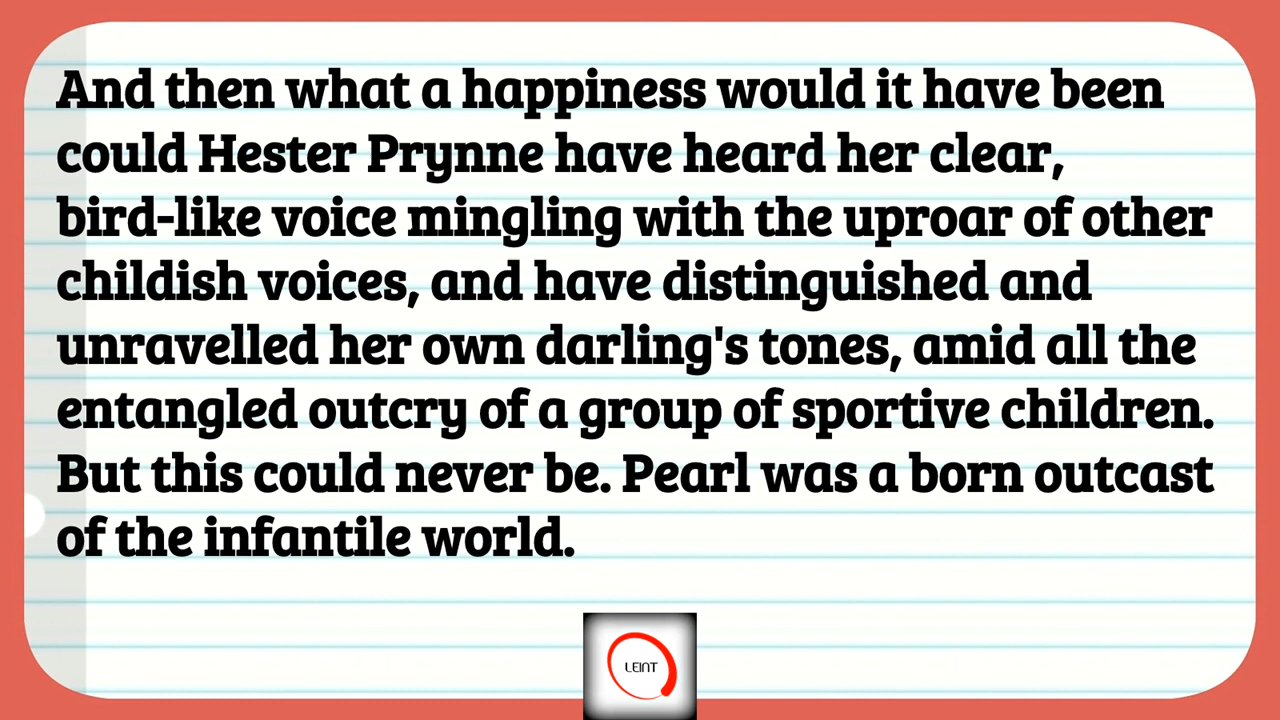 And then what a happiness would it have been
could Hester Prynne have heard her clear,
bird-like voice mingling with the uproar of other
childish voices, and have distinguished and
unravelled her own darling's tones, amid all the
entangled outcry of a group of sportive children.
But this could never be. Pearl was a born outcast
of the infantile world.
LEINT